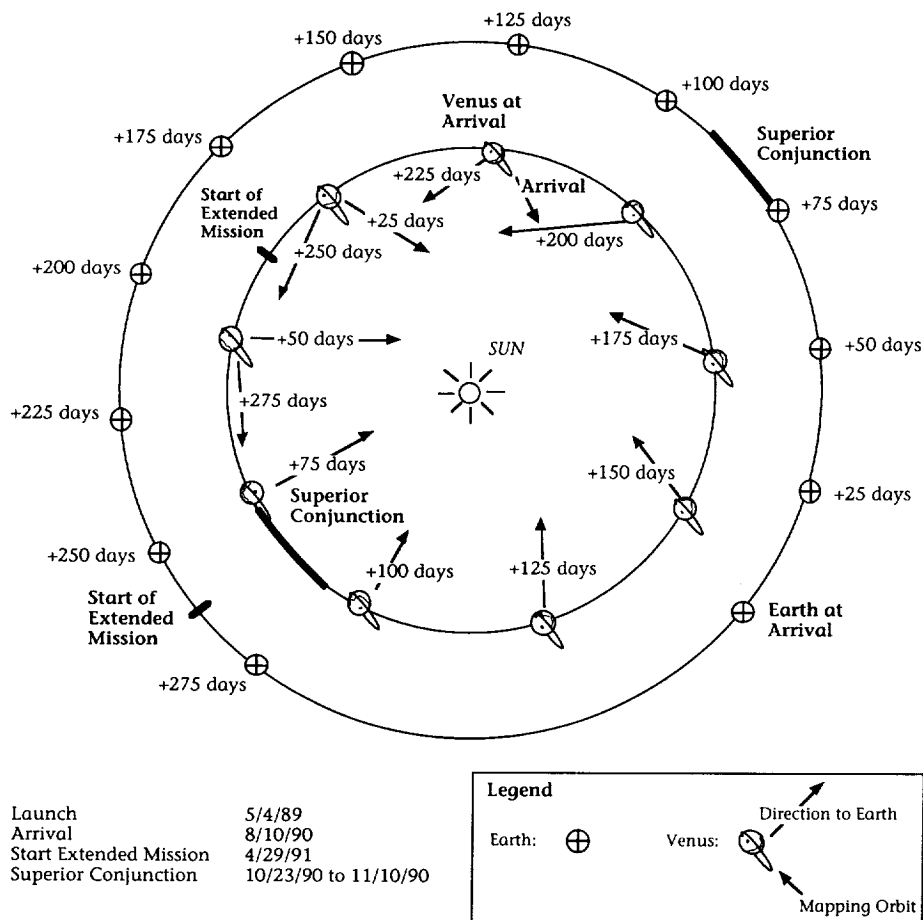 +125 days
+150 days
+100 days
Venus at
Arrival
+175 days
Superior
Conjunction
+225 days
Arrival
Start of
Extended
Mission
+25 days
+75 days
+200 days
+250 days
+200 days
+50 days
SUN
+175 days
+50 days
+275 days
+225 days
+75 days
+150 days
Superior
Conjunction
+25 days
+250 days
+100 days
+125 days
Start of
Extended
Mission
Earth at
Arrival
+275 days
Launch 5/4/89
Arrival 8/10/90
Start Extended Mission 4/29/91
Superior Conjunction 10/23/90 to 11/10/90
Legend
Direction to Earth
Earth: Venus:
Mapping Orbit